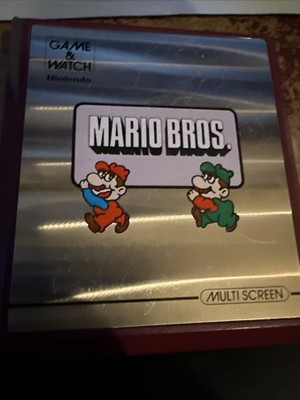 GAME
&
WATCH
Nintendo
MARIO BROS.
MULTI SCREEN